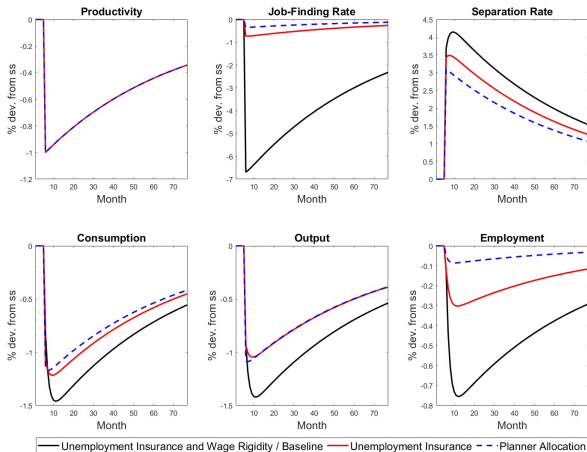 Productivity
Job-Finding Rate
Separation Rate
% dev. from ss
0
-0.2
-0.4
-0.6
-0.8
-1
-1.2
10 20 30 40 50 60 70
Month
% dev. from ss
0
-1
-2
-3
-4
-5
-6
-7
10 20 30 40 50 60 70
Month
% dev. from ss
4.5
4
3.5
3
2.5
2
1.5
1
0.5
0
10 20 30 40 50 60 70
Month
Consumption
Output
Employment
% dev. from ss
0
-0.5
-1
-1.5
10 20 30 40 50 60 70
Month
% dev. from ss
0
-0.5
-1
-1.5
10 20 30 40 50 60 70
Month
% dev. from ss
0
-0.1
-0.2
-0.3
-0.4
-0.5
-0.6
-0.7
-0.8
10 20 30 40 50 60 70
Month
Unemployment Insurance and Wage Rigidity / Baseline Unemployment Insurance Planner Allocation